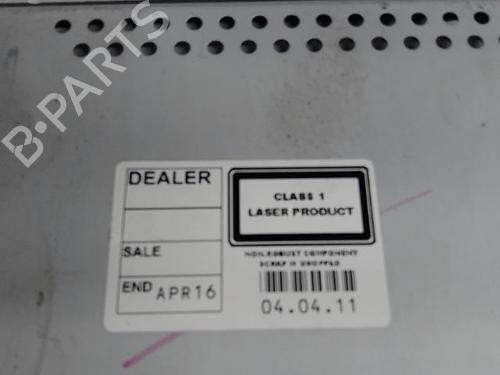 B-PARTS
DEALER
CLASS 1
LASER PRODUCT
SALE
NON-ROBUST COMPONENT
SCRAP IF DROPPED
END APR16
04.04.11